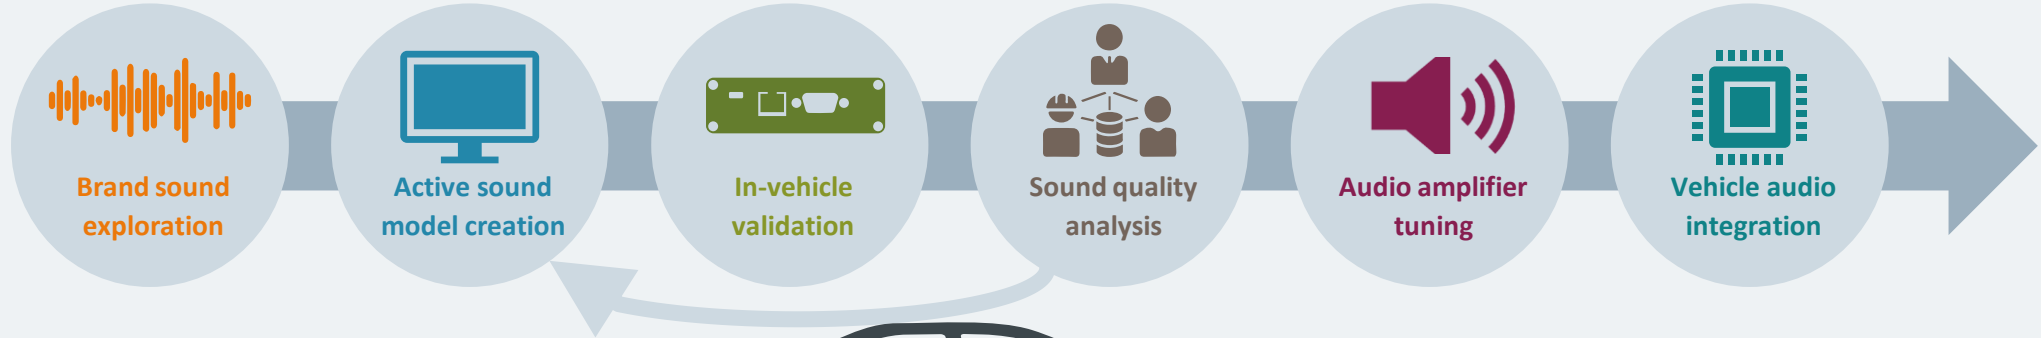 Brand sound
exploration
Active sound
model creation
In-vehicle
validation
Sound quality
analysis
Audio amplifier
tuning
Vehicle audio
integration